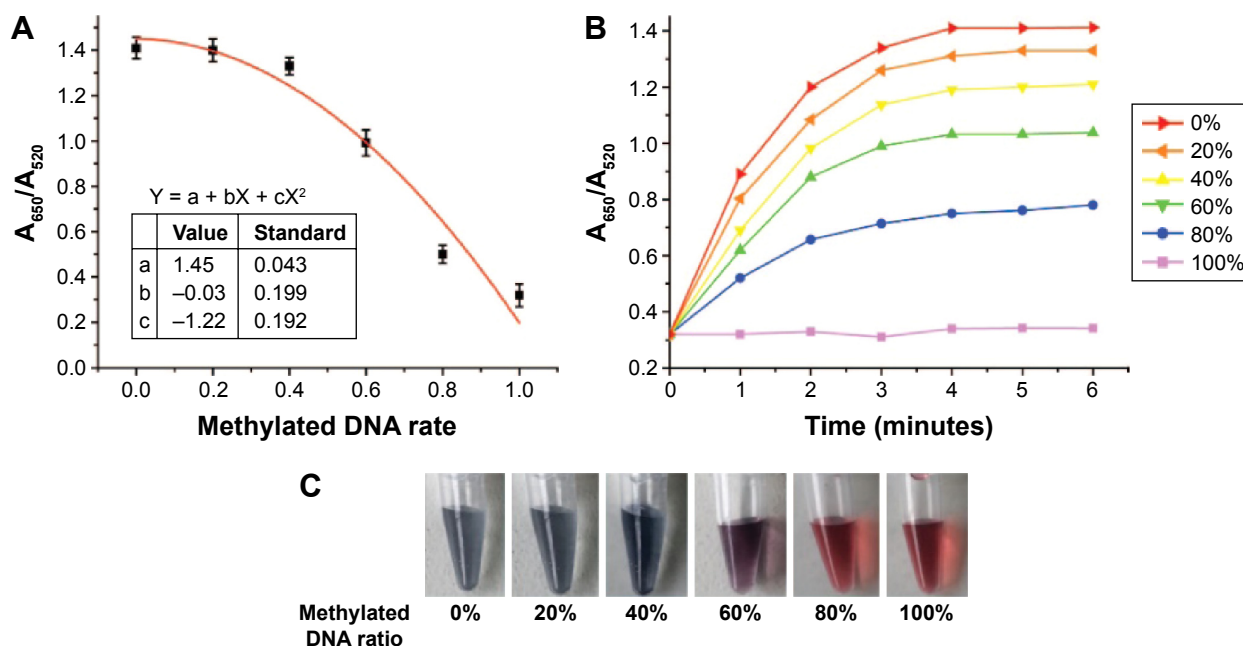 A
A650/A520
1.4
1.2
1.0
0.8
0.6
0.4
0.2
0.0
Y = a + bX + cX²
Value Standard
a 1.45 0.043
b –0.03 0.199
c –1.22 0.192
0.0 0.2 0.4 0.6 0.8 1.0
Methylated DNA rate
B
A650/A520
1.4
1.2
1.0
0.8
0.6
0.4
0.2
0 1 2 3 4 5 6
Time (minutes)
0%
20%
40%
60%
80%
100%
C
Methylated
DNA ratio
0% 20% 40% 60% 80% 100%